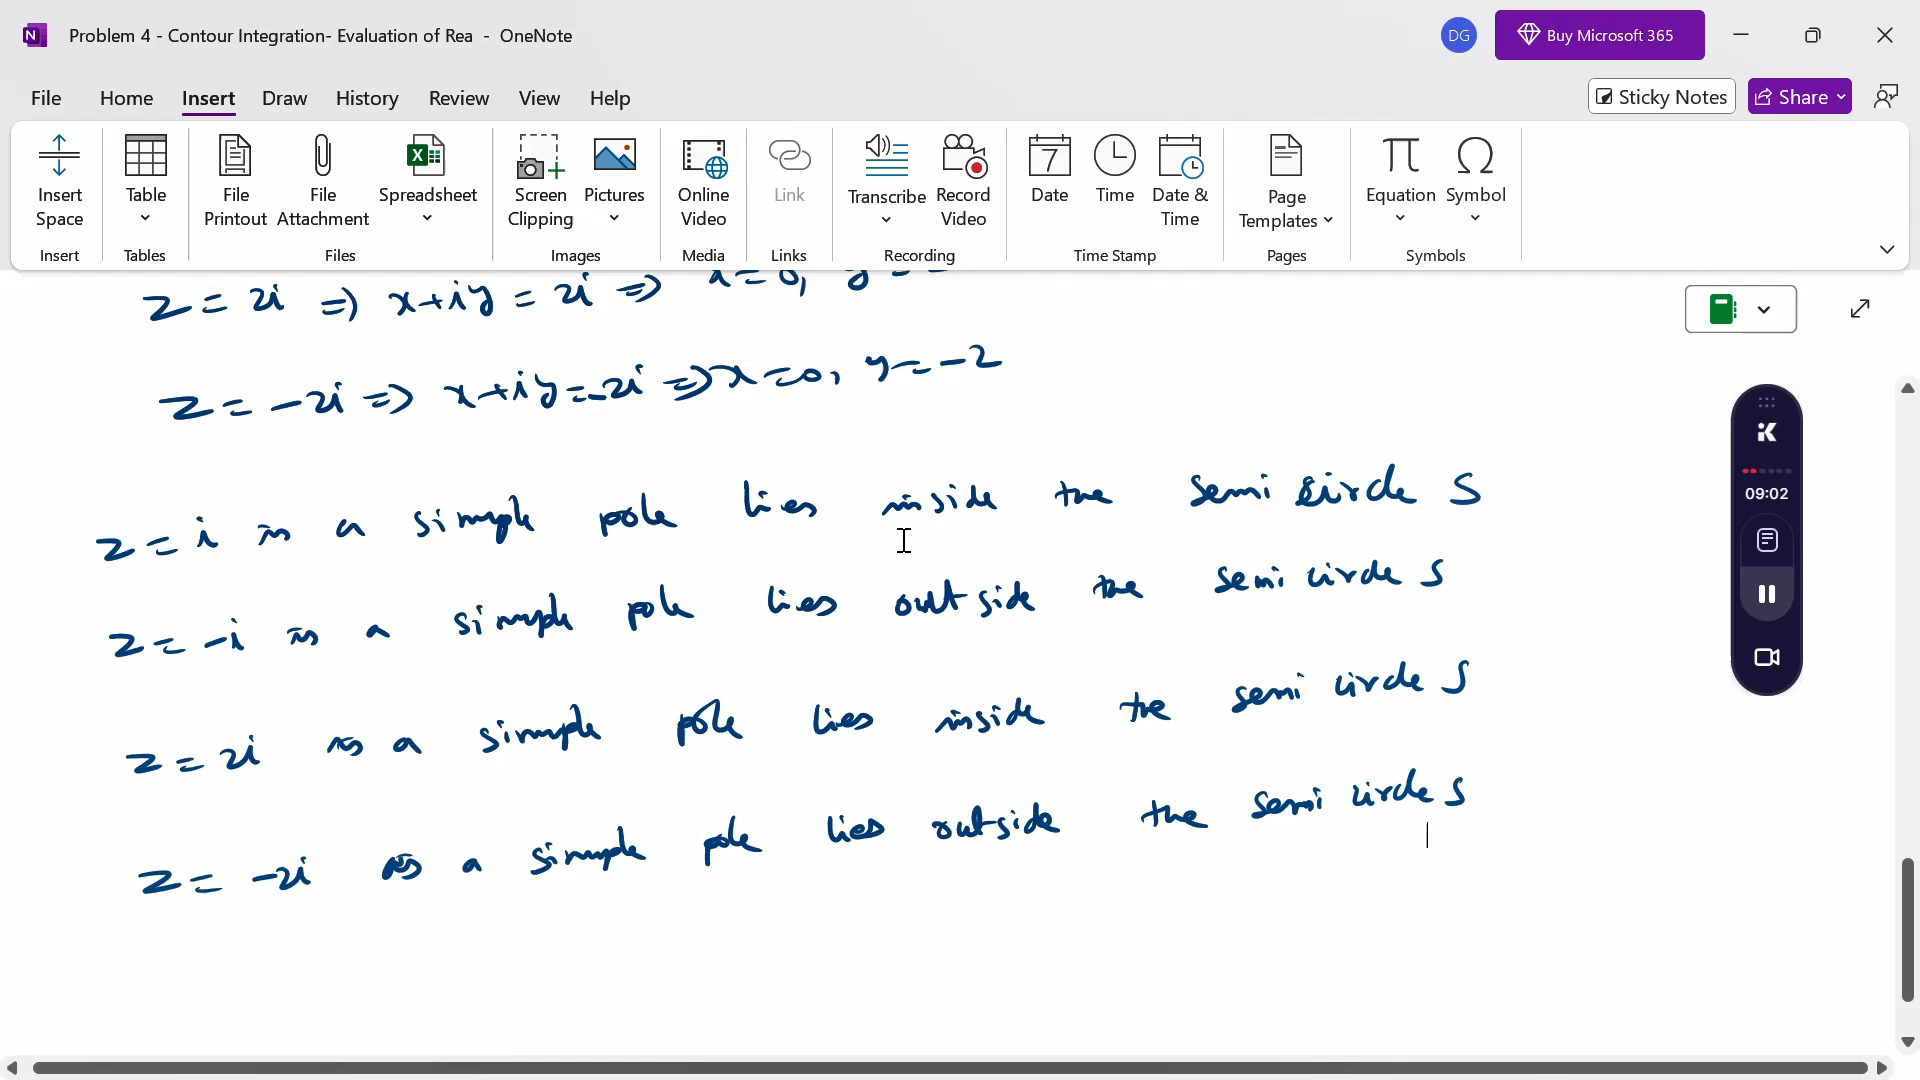 Problem 4 - Contour Integration- Evaluation of Rea - OneNote
DG
Buy Microsoft 365
File Home Insert Draw History Review View Help
Sticky Notes
Share
Insert Space
Table
File Printout
File Attachment
Spreadsheet
Screen Clipping
Pictures
Online Video
Link
Transcribe
Record Video
7
Date
Time
Date & Time
Page Templates
Equation
Symbol
Insert Tables Files Images Media Links Recording Time Stamp Pages Symbols
z = 2i ⇒ x+iy = 2i ⇒ x=0, y=
z = -2i ⇒ x+iy=-2i ⇒ x=0, y=-2
z = i is a simple pole lies inside the semi circle S
z = -i is a simple pole lies outside the semi circle S
z = 2i is a simple pole lies inside the semi circle S
z = -2i is a simple pole lies outside the semi circle S
09:02